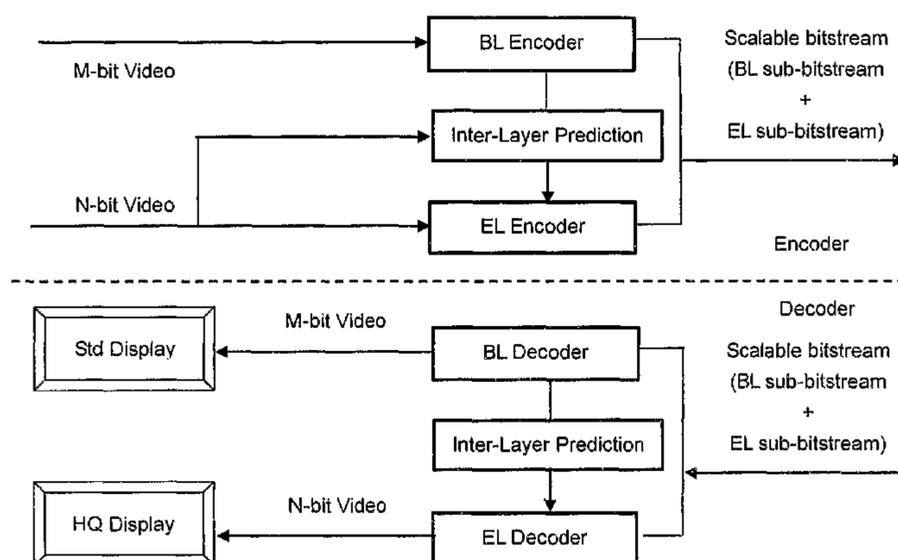 BL Encoder
M-bit Video
Scalable bitstream
(BL sub-bitstream
+
EL sub-bitstream)
Inter-Layer Prediction
N-bit Video
EL Encoder
Encoder
Decoder
M-bit Video
Std Display
BL Decoder
Scalable bitstream
(BL sub-bitstream
+
EL sub-bitstream)
Inter-Layer Prediction
N-bit Video
HQ Display
EL Decoder